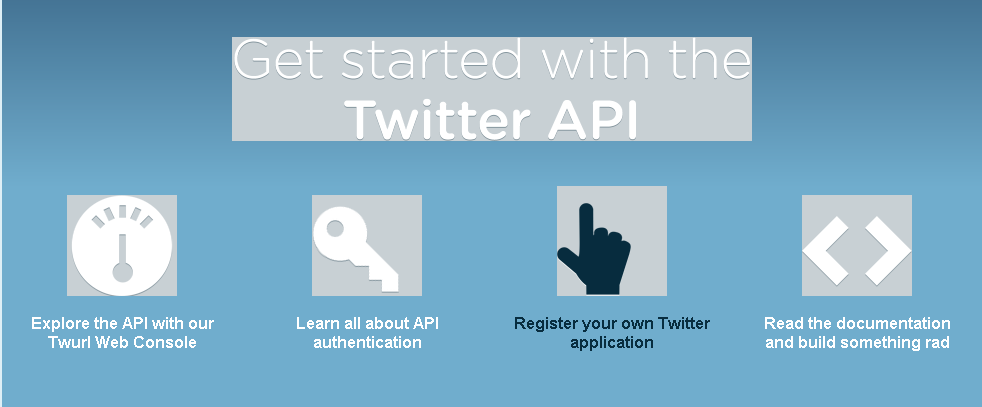 Get started with the
Twitter API
Explore the API with our
Twurl Web Console
Learn all about API
authentication
Register your own Twitter
application
Read the documentation
and build something rad